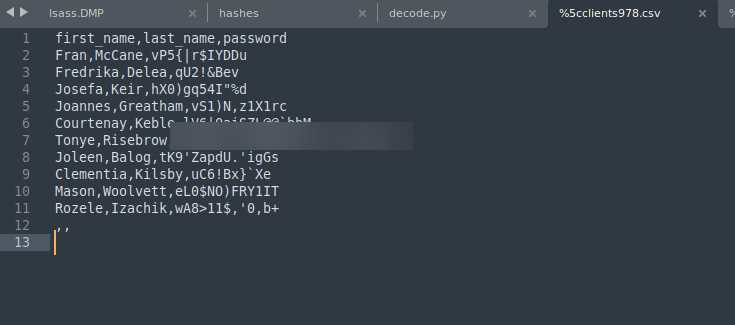 lsass.DMP × hashes × decode.py × %5cclients978.csv ×
1 first_name,last_name,password
2 Fran,McCane,vP5{|r$IYDDu
3 Fredrika,Delea,qU2!&Bev
4 Josefa,Keir,hX0)gq54I"%d
5 Joannes,Greatham,vS1)N,z1X1rc
6 Courtenay,Keble,
7 Tonye,Risebrow
8 Joleen,Balog,tK9'ZapdU.'igGs
9 Clementia,Kilsby,uC6!Bx}`Xe
10 Mason,Woolvett,eL0$NO)FRY1IT
11 Rozele,Izachik,wA8>11$,'0,b+
12 ,,
13